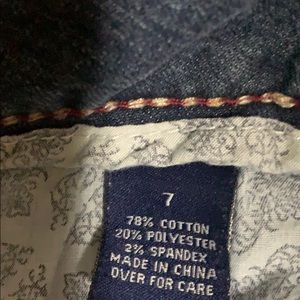 7
78% COTTON
20% POLYESTER
2% SPANDEX
MADE IN CHINA
OVER FOR CARE